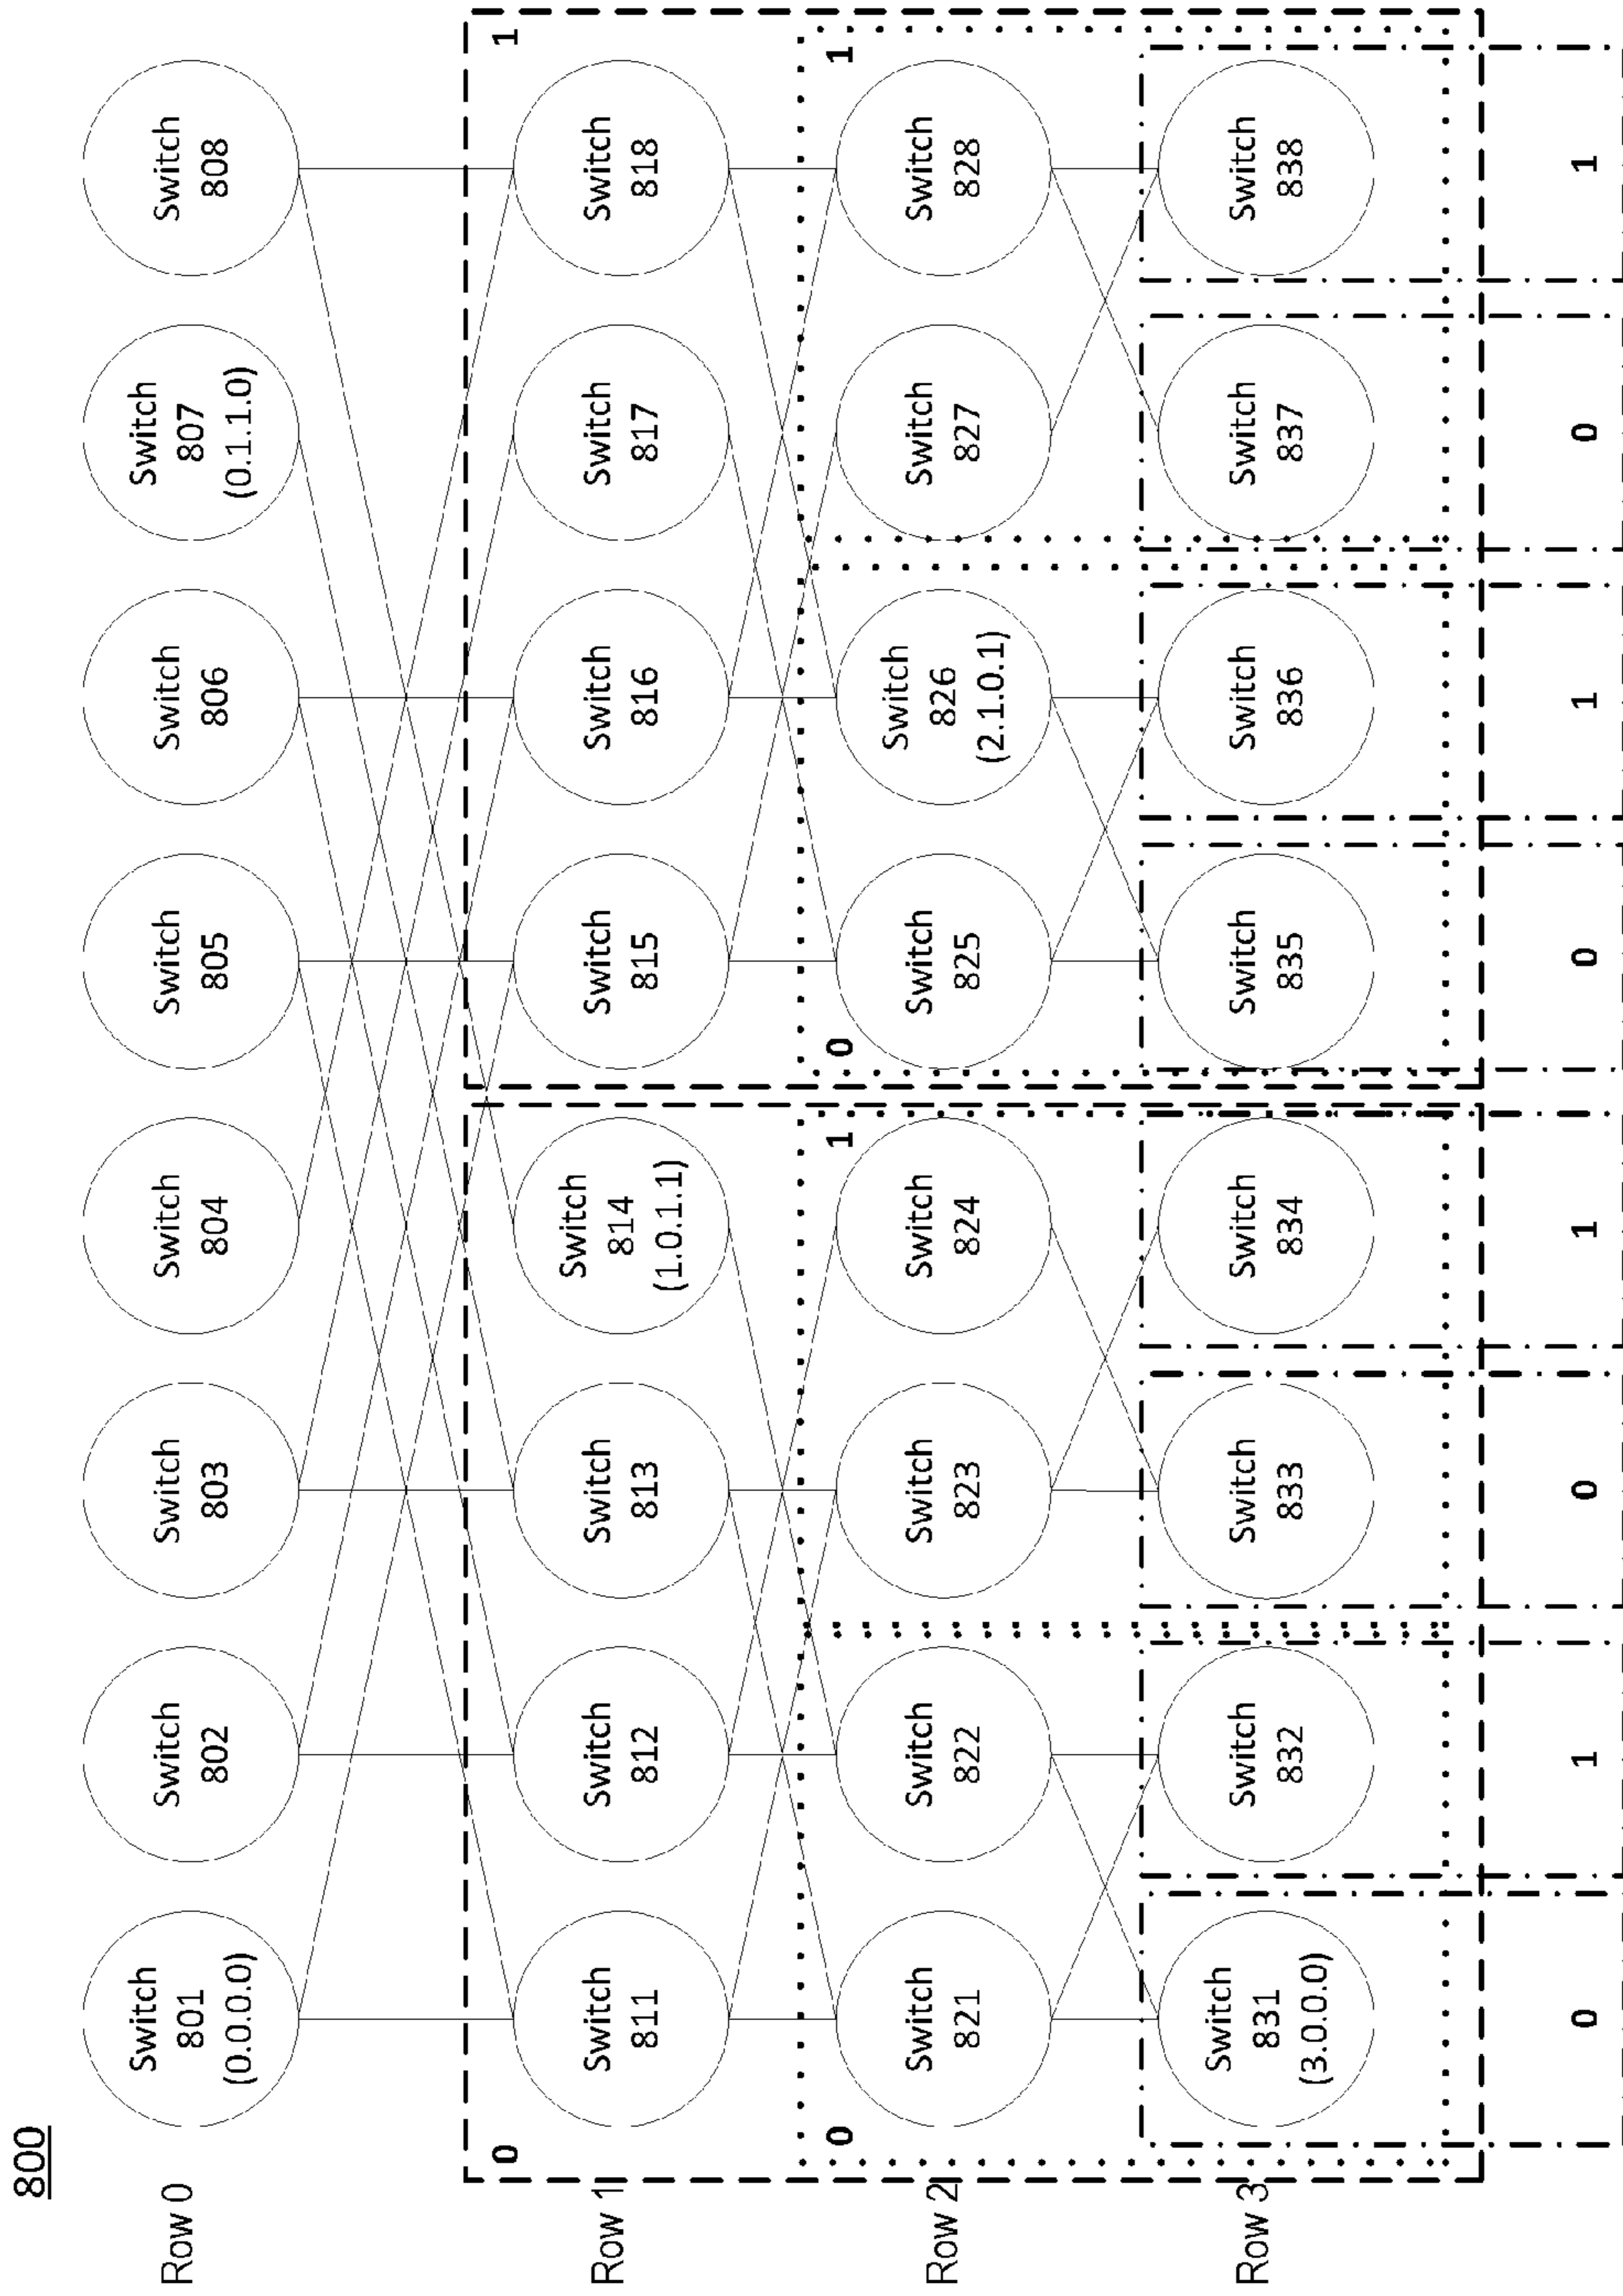 800
Row 0
Switch
801
(0.0.0.0)
Switch
802
Switch
803
Switch
804
Switch
805
Switch
806
Switch
807
(0.1.1.0)
Switch
808
0
1
Row 1
Switch
811
Switch
812
Switch
813
Switch
814
(1.0.1.1)
Switch
815
Switch
816
Switch
817
Switch
818
0
1
0
1
Row 2
Switch
821
Switch
822
Switch
823
Switch
824
Switch
825
Switch
826
(2.1.0.1)
Switch
827
Switch
828
Row 3
Switch
831
(3.0.0.0)
Switch
832
Switch
833
Switch
834
Switch
835
Switch
836
Switch
837
Switch
838
0
1
0
1
0
1
0
1